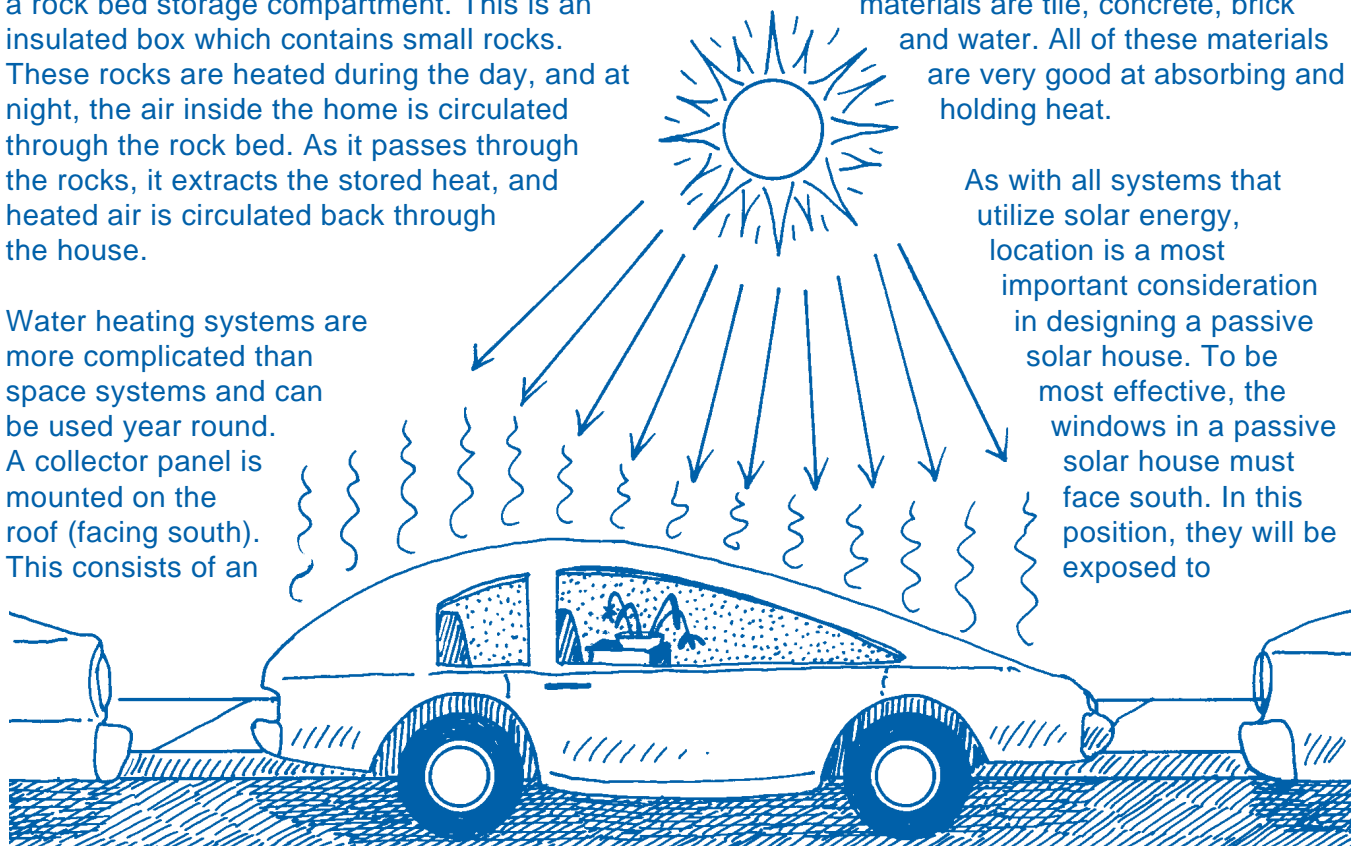 a rock bed storage compartment. This is an
insulated box which contains small rocks.
These rocks are heated during the day, and at
night, the air inside the home is circulated
through the rock bed. As it passes through
the rocks, it extracts the stored heat, and
heated air is circulated back through
the house.
Water heating systems are
more complicated than
space systems and can
be used year round.
A collector panel is
mounted on the
roof (facing south).
This consists of an
materials are tile, concrete, brick
and water. All of these materials
are very good at absorbing and
holding heat.
As with all systems that
utilize solar energy,
location is a most
important consideration
in designing a passive
solar house. To be
most effective, the
windows in a passive
solar house must
face south. In this
position, they will be
exposed to